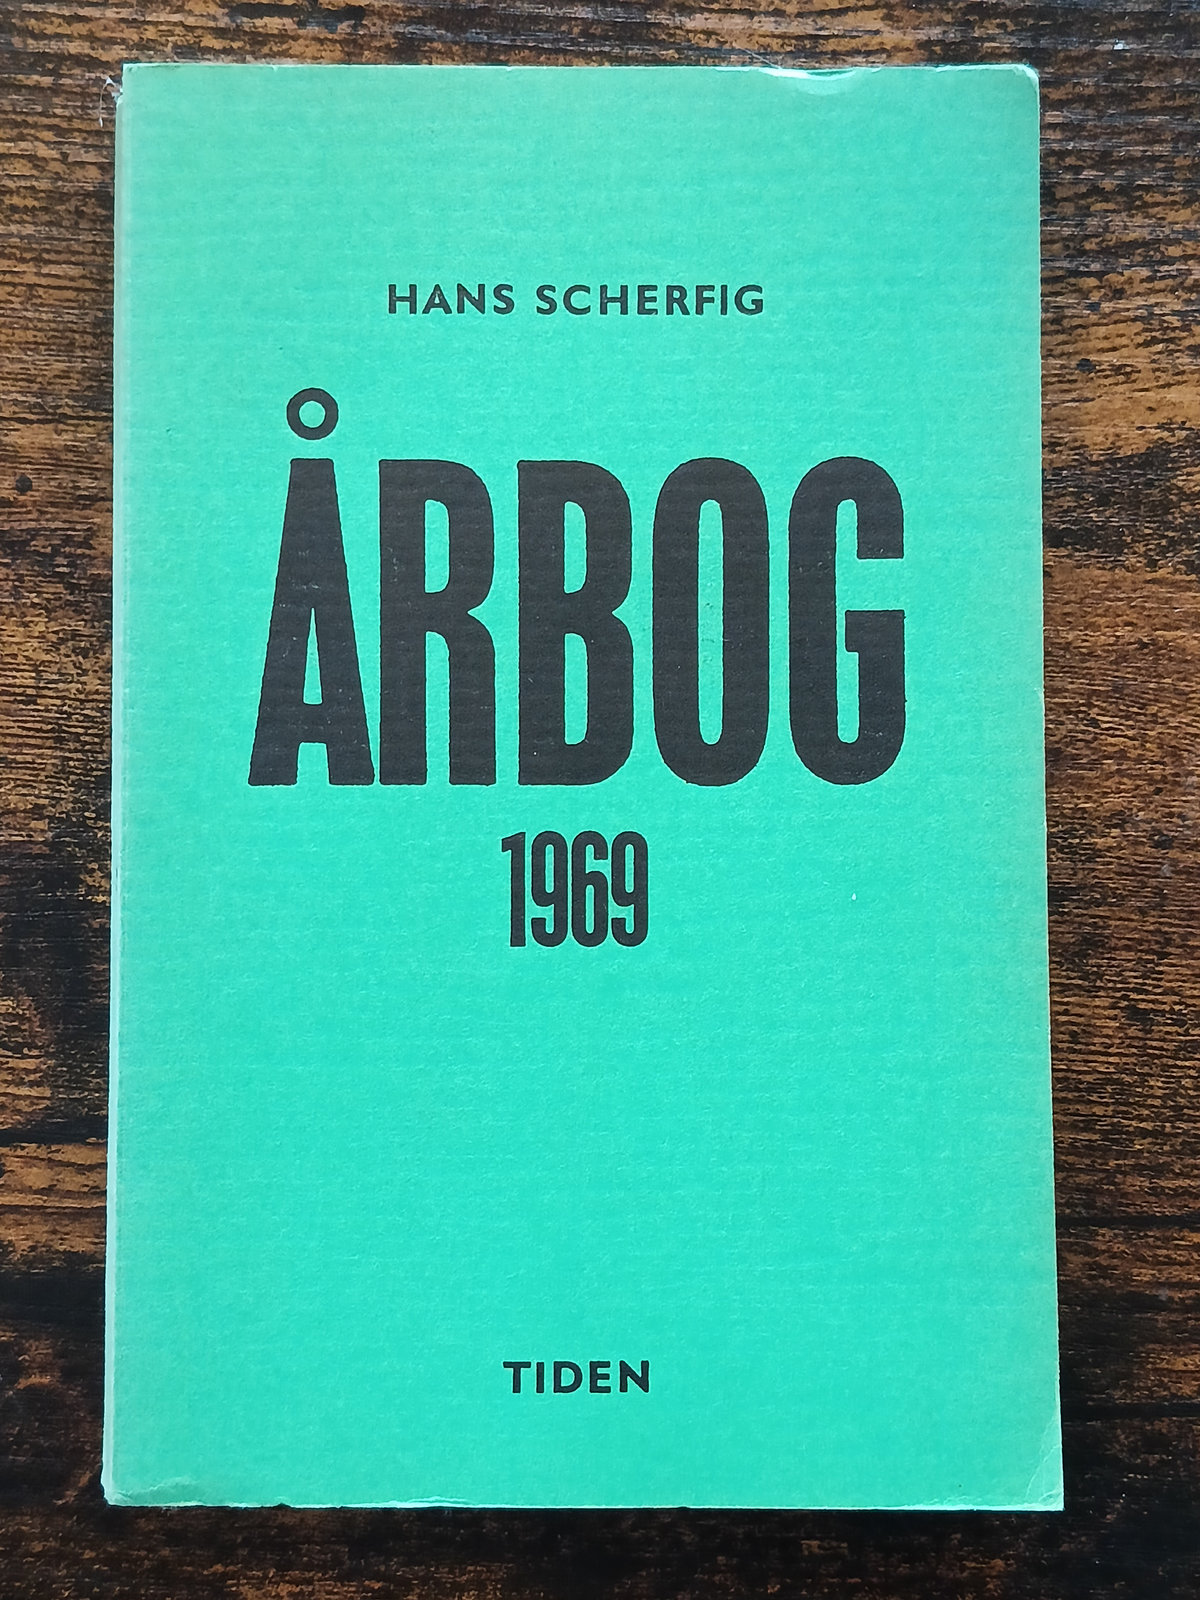 HANS SCHERFIG
ÅRBOG
1969
TIDEN